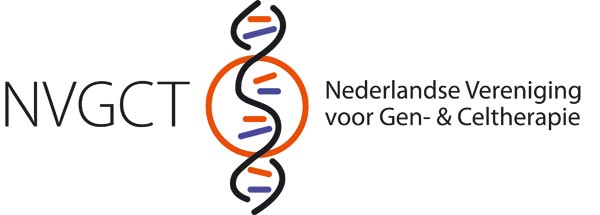 NVGCT
Nederlandse Vereniging
voor Gen- & Celtherapie